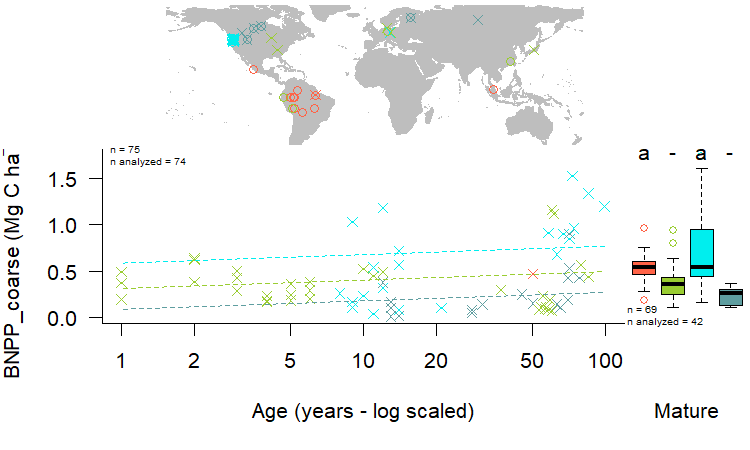 n = 75
n analyzed = 74
BNPP_coarse (Mg C ha
0.0
0.5
1.0
1.5
1 2 5 10 20 50 100
Age (years - log scaled)
a - a -
n = 69
n analyzed = 42
Mature